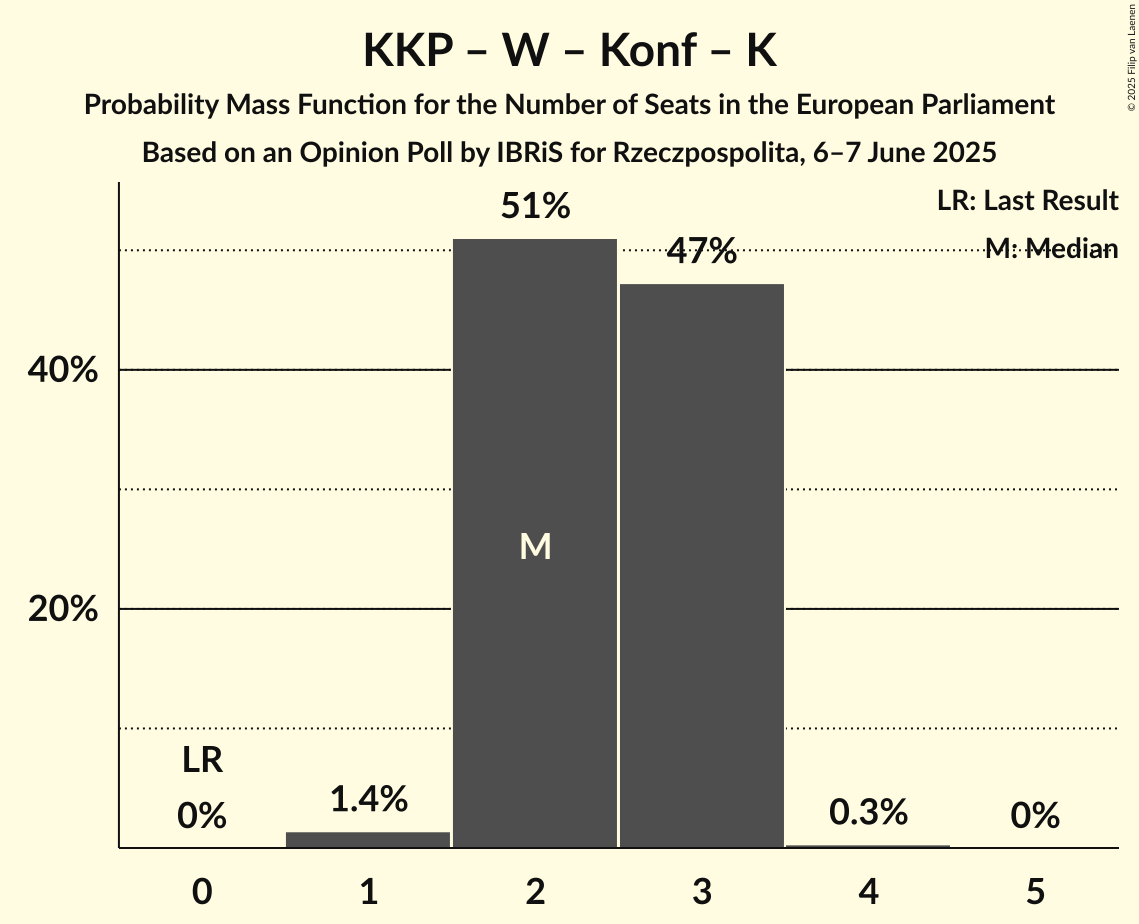 KKP – W – Konf – K
Probability Mass Function for the Number of Seats in the European Parliament
Based on an Opinion Poll by IBRiS for Rzeczpospolita, 6–7 June 2025
© 2025 Filip van Laenen
LR: Last Result
M: Median
51%
47%
40%
M
20%
LR
0%
1.4%
0.3%
0%
0 1 2 3 4 5